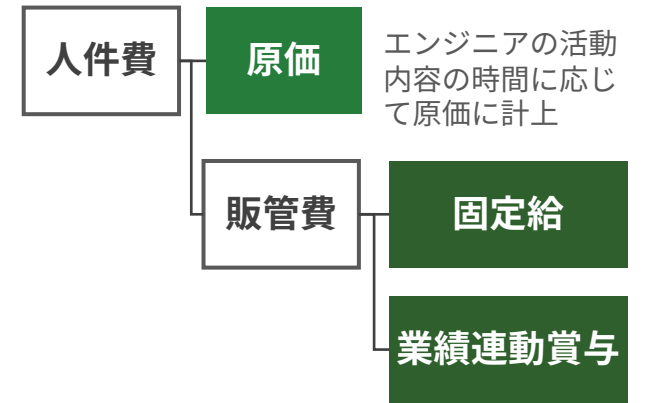 人件費
原価
エンジニアの活動
内容の時間に応じ
て原価に計上
販管費
固定給
業績連動賞与